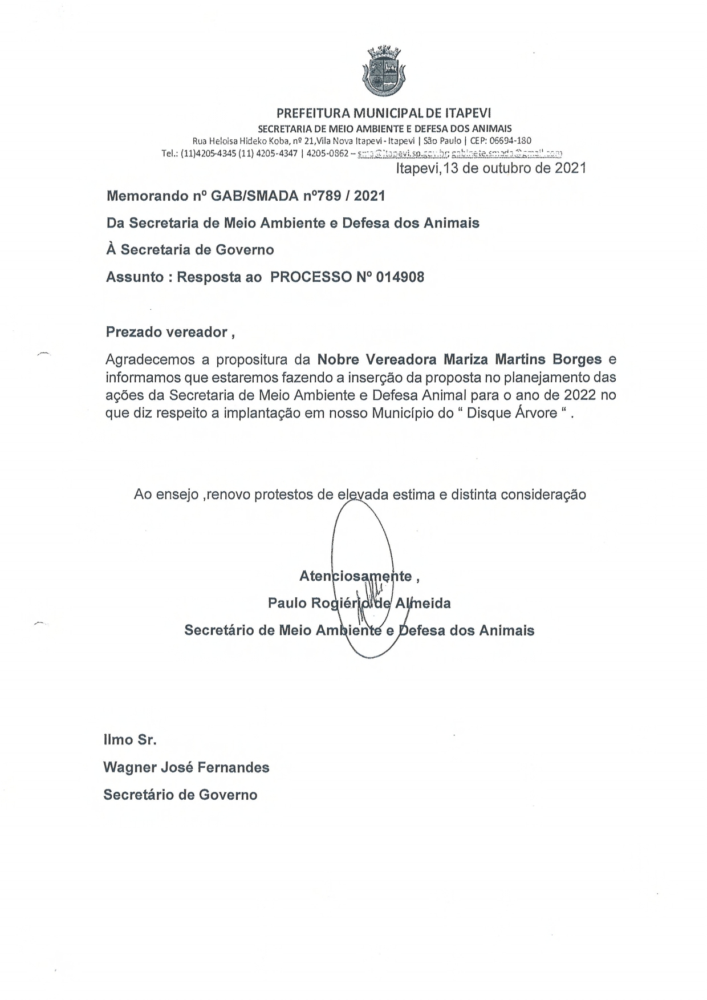 PREFEITURA MUNICIPAL DE ITAPEVI
SECRETARIA DE MEIO AMBIENTE E DEFESA DOS ANIMAIS
Rua Heloisa Hideko Koba, nº 21,Vila Nova Itapevi - Itapevi | São Paulo | CEP: 06694-180
Tel.: (11)4205-4345 (11) 4205-4347 | 4205-0862 –
Itapevi,13 de outubro de 2021
Memorando nº GAB/SMADA nº789 / 2021
Da Secretaria de Meio Ambiente e Defesa dos Animais
À Secretaria de Governo
Assunto : Resposta ao PROCESSO Nº 014908
Prezado vereador ,
Agradecemos a propositura da Nobre Vereadora Mariza Martins Borges e
informamos que estaremos fazendo a inserção da proposta no planejamento das
ações da Secretaria de Meio Ambiente e Defesa Animal para o ano de 2022 no
que diz respeito a implantação em nosso Município do “ Disque Árvore “ .
Ao ensejo ,renovo protestos de elevada estima e distinta consideração
Atenciosamente ,
Paulo Rogiério de Almeida
Secretário de Meio Ambiente e Defesa dos Animais
Ilmo Sr.
Wagner José Fernandes
Secretário de Governo